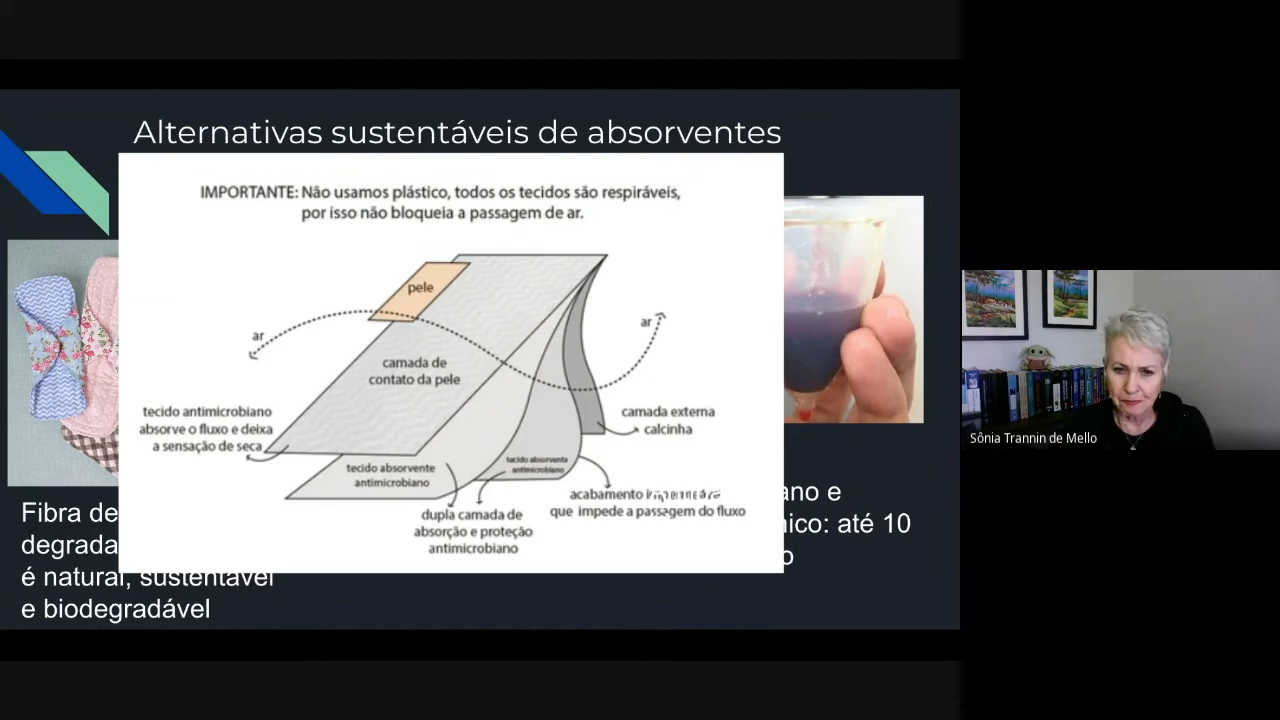 Alternativas sustentáveis de absorventes
IMPORTANTE: Não usamos plástico, todos os tecidos são respiráveis,
por isso não bloqueia a passagem de ar.
pele
ar
ar
camada de
contato da pele
tecido antimicrobiano
absorve o fluxo e deixa
a sensação de seca
camada externa
calcinha
tecido absorvente
antimicrobiano
tecido absorvente
antimicrobiano
acabamento
que impede a passagem do fluxo
dupla camada de
absorção e proteção
antimicrobiano
Fibra de
degrada
é natural, sustentável
e biodegradável
ano e
nico: até 10
o
Sônia Trannin de Mello